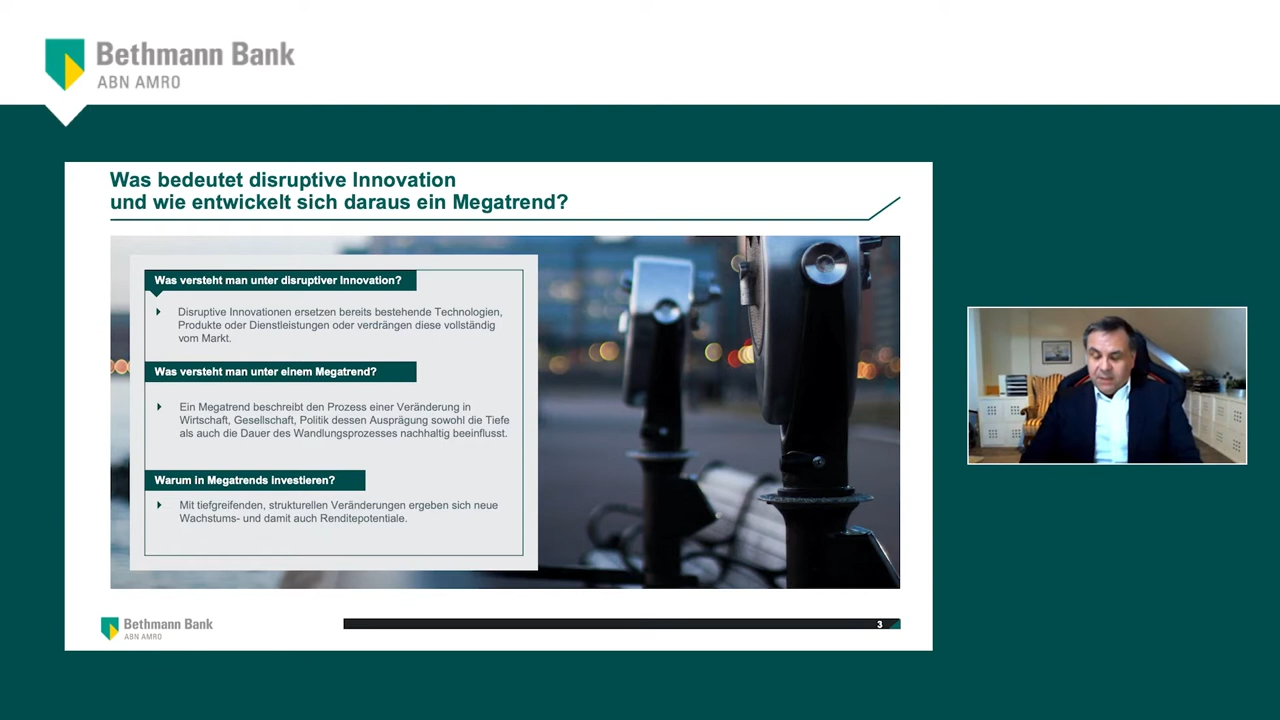 Bethmann Bank
ABN AMRO
Was bedeutet disruptive Innovation
und wie entwickelt sich daraus ein Megatrend?
Was versteht man unter disruptiver Innovation?
Disruptive Innovationen ersetzen bereits bestehende Technologien,
Produkte oder Dienstleistungen oder verdrängen diese vollständig
vom Markt.
Was versteht man unter einem Megatrend?
Ein Megatrend beschreibt den Prozess einer Veränderung in
Wirtschaft, Gesellschaft, Politik dessen Ausprägung sowohl die Tiefe
als auch die Dauer des Wandlungsprozesses nachhaltig beeinflusst.
Warum in Megatrends investieren?
Mit tiefgreifenden, strukturellen Veränderungen ergeben sich neue
Wachstums- und damit auch Renditepotentiale.
Bethmann Bank
ABN AMRO
3